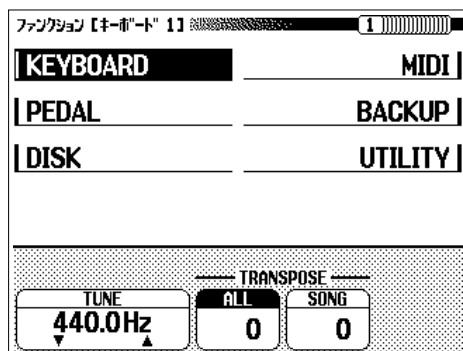 ファンクション [キーボード 1] 1
KEYBOARD MIDI
PEDAL BACKUP
DISK UTILITY
TRANSPOSE
TUNE ALL SONG
440.0Hz 0 0